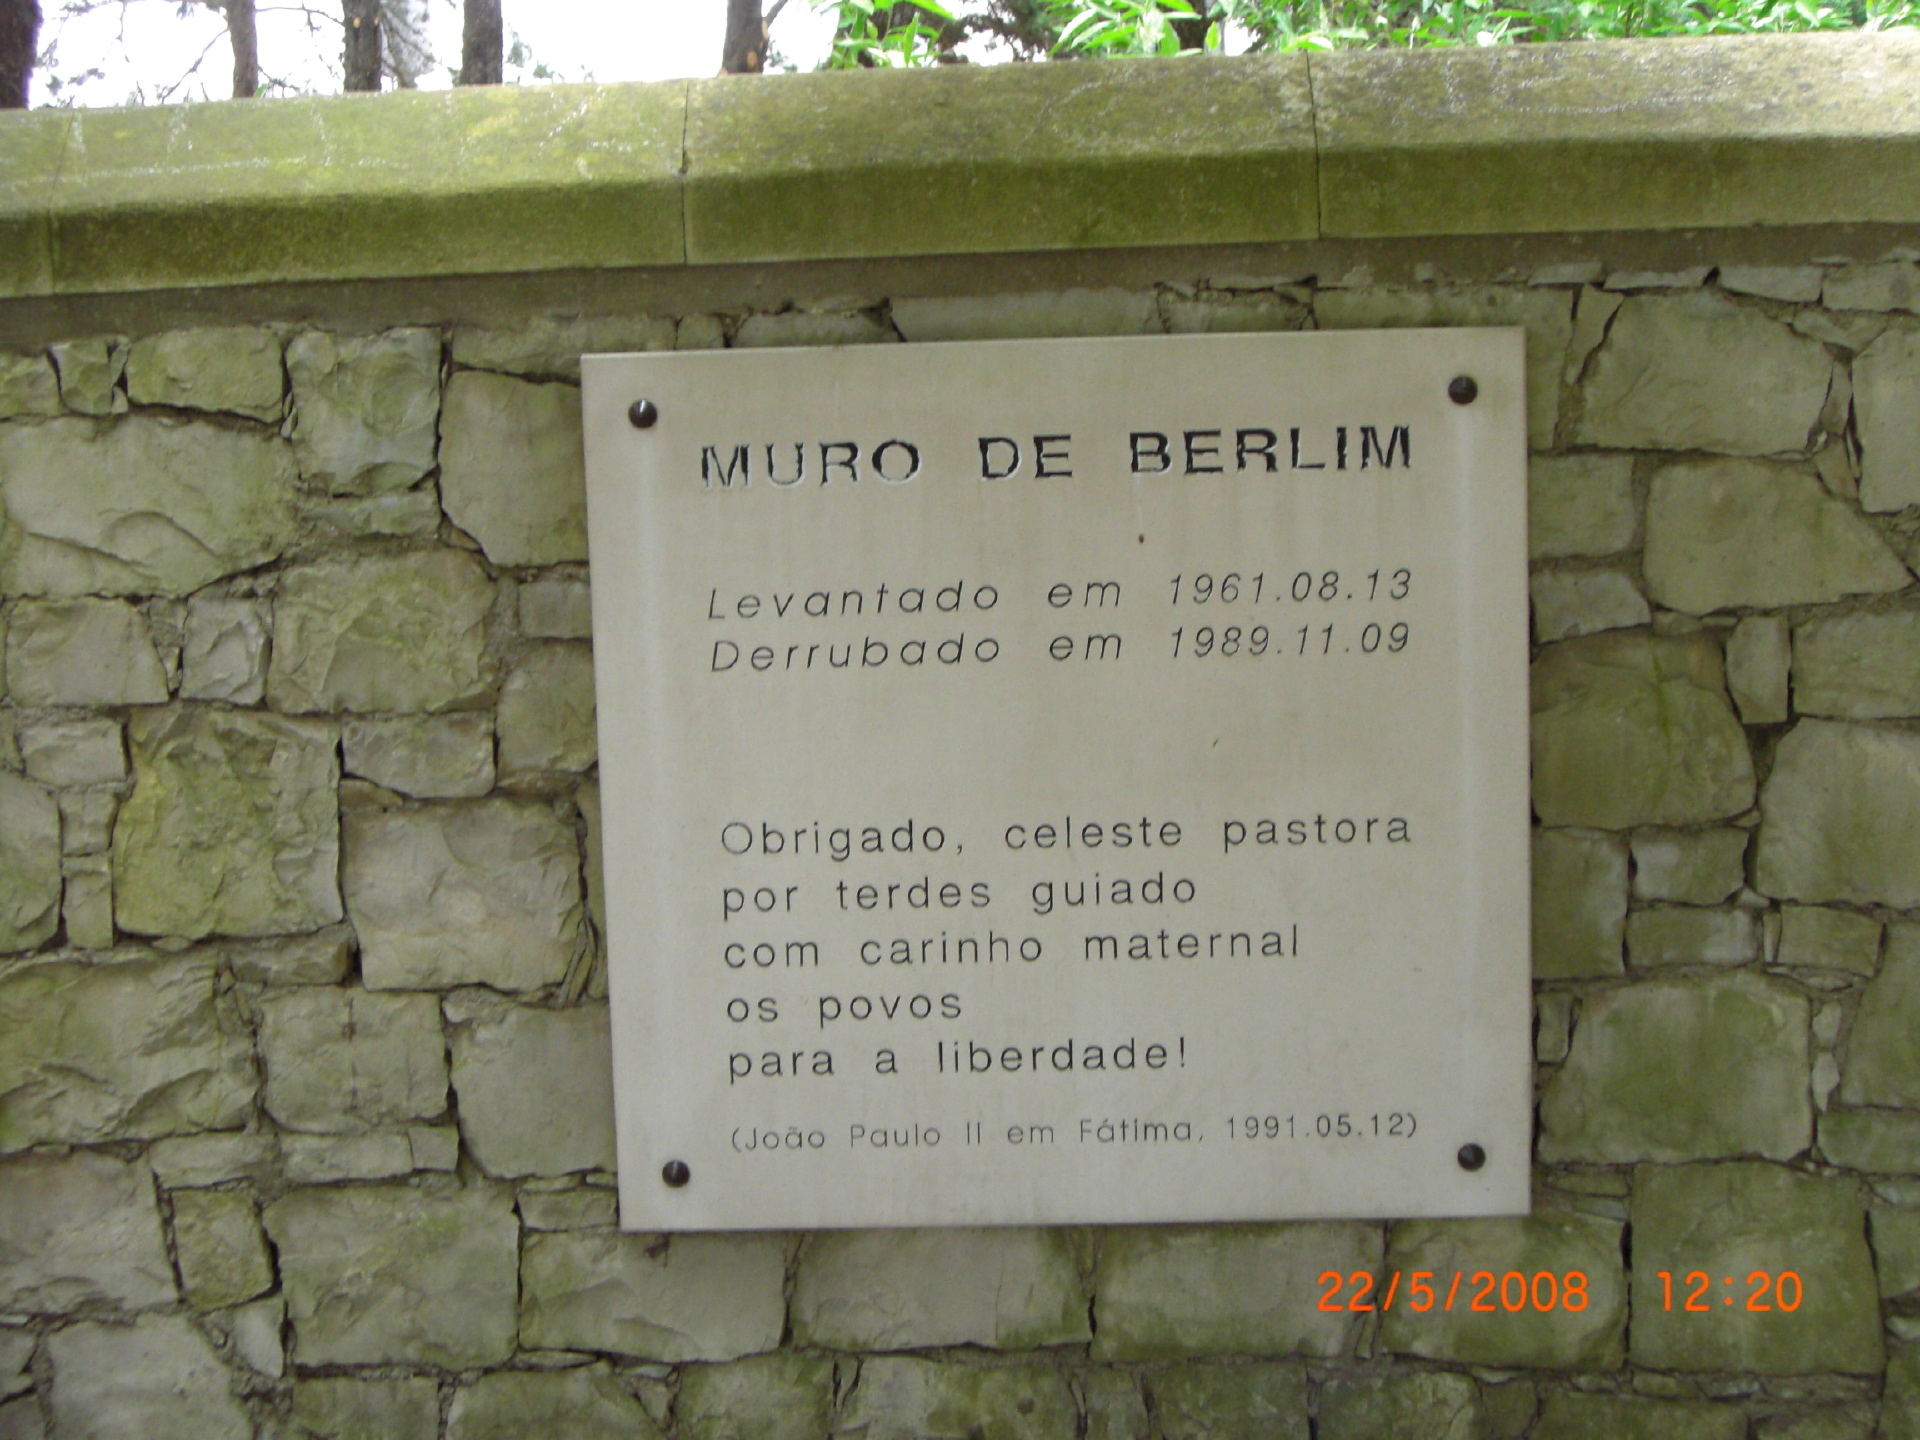 MURO DE BERLIM
Levantado em 1961.08.13
Derrubado em 1989.11.09
Obrigado, celeste pastora
por terdes guiado
com carinho maternal
os povos
para a liberdade!
(João Paulo II em Fátima, 1991.05.12)
22/5/2008 12:20